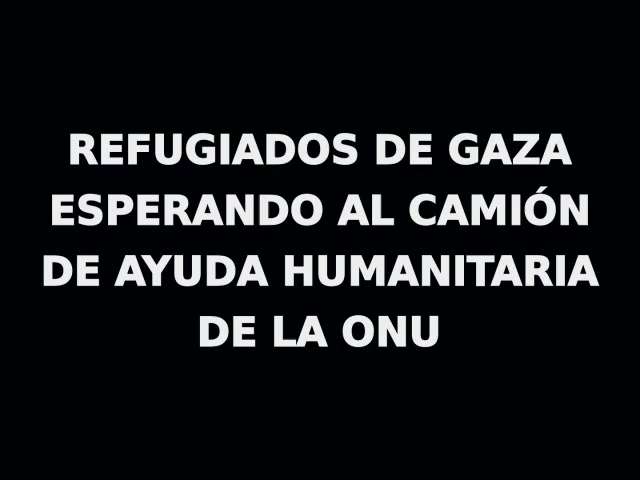 REFUGIADOS DE GAZA
ESPERANDO AL CAMIÓN
DE AYUDA HUMANITARIA
DE LA ONU